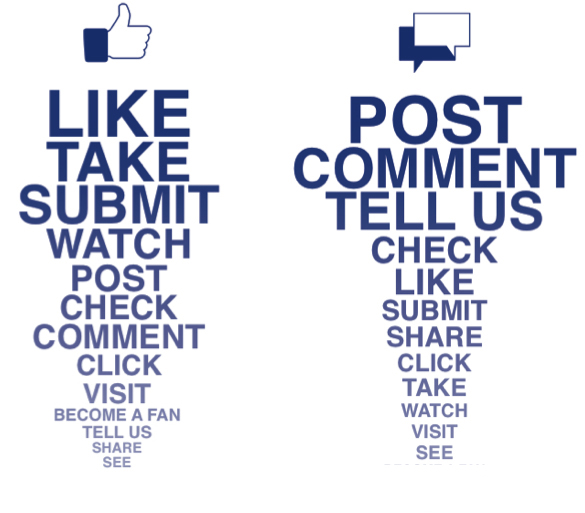 LIKE
TAKE
SUBMIT
WATCH
POST
CHECK
COMMENT
CLICK
VISIT
BECOME A FAN
TELL US
SHARE
SEE
POST
COMMENT
TELL US
CHECK
LIKE
SUBMIT
SHARE
CLICK
TAKE
WATCH
VISIT
SEE